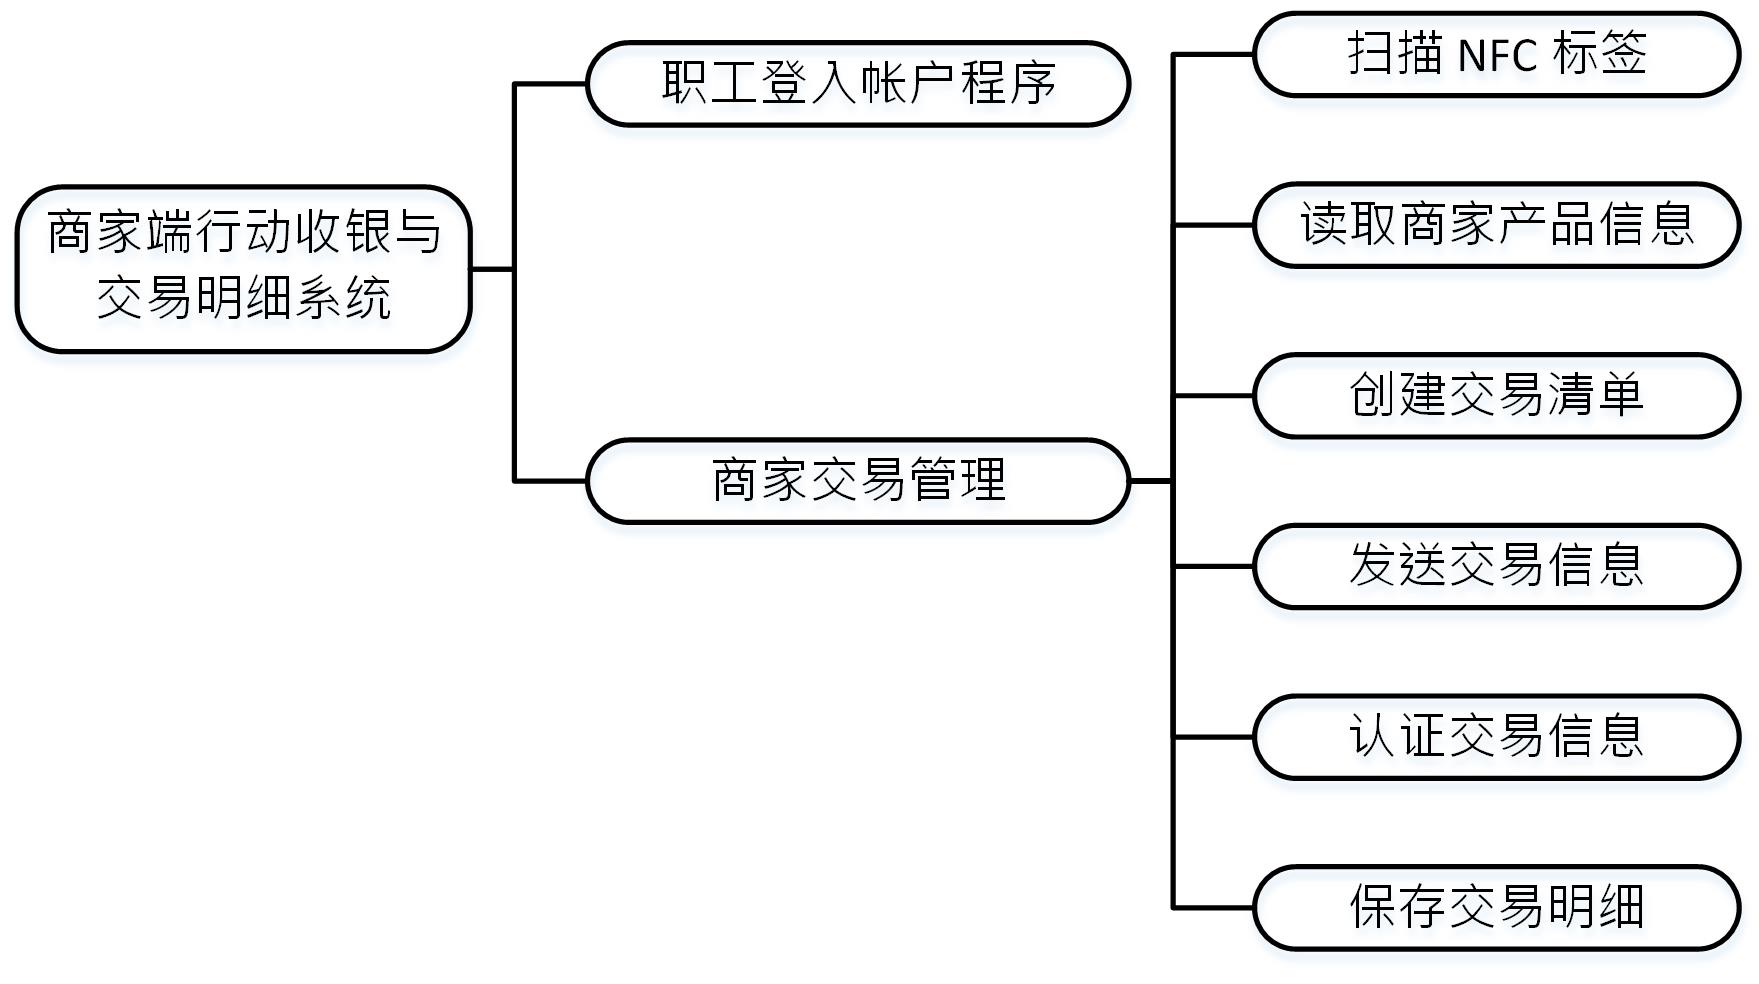 商家端行动收银与
交易明细系统
职工登入帐户程序
商家交易管理
扫描 NFC 标签
读取商家产品信息
创建交易清单
发送交易信息
认证交易信息
保存交易明细